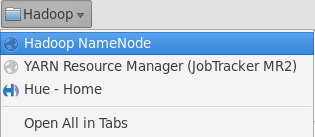 Hadoop
Hadoop NameNode
YARN Resource Manager (JobTracker MR2)
Hue - Home
Open All in Tabs